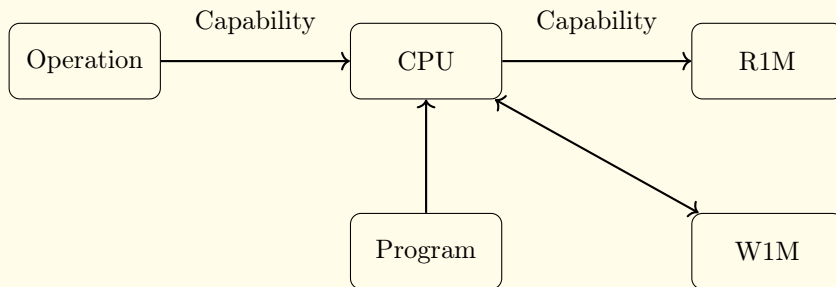 Capability
Capability
Operation
CPU
R1M
Program
W1M